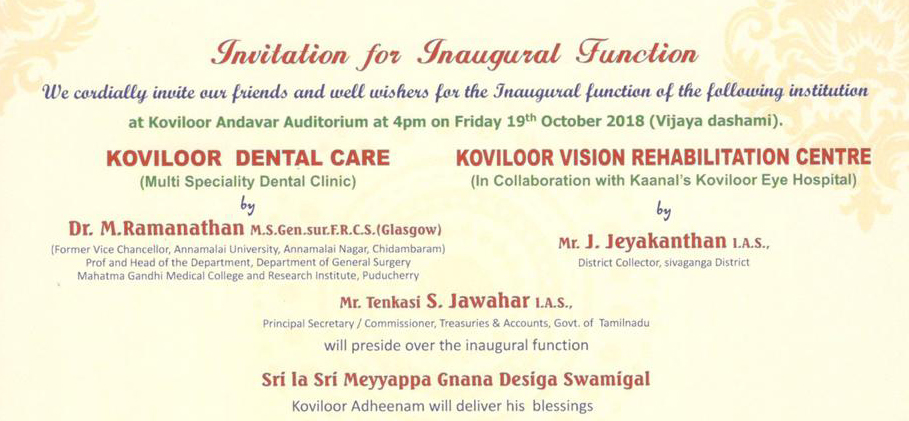 Invitation for Inaugural Function
We cordially invite our friends and well wishers for the Inaugural function of the following institution
at Koviloor Andavar Auditorium at 4pm on Friday 19th October 2018 (Vijaya dashami).
KOVILOOR DENTAL CARE
(Multi Speciality Dental Clinic)
by
Dr. M.Ramanathan M.S.Gen.sur.F.R.C.S.(Glasgow)
(Former Vice Chancellor, Annamalai University, Annamalai Nagar, Chidambaram)
Prof and Head of the Department, Department of General Surgery
Mahatma Gandhi Medical College and Research Institute, Puducherry
KOVILOOR VISION REHABILITATION CENTRE
(In Collaboration with Kaanal's Koviloor Eye Hospital)
by
Mr. J. Jeyakanthan I.A.S.,
District Collector, sivaganga District
Mr. Tenkasi S. Jawahar I.A.S.,
Principal Secretary / Commissioner, Treasuries & Accounts, Govt. of Tamilnadu
will preside over the inaugural function
Sri la Sri Meyyappa Gnana Desiga Swamigal
Koviloor Adheenam will deliver his blessings